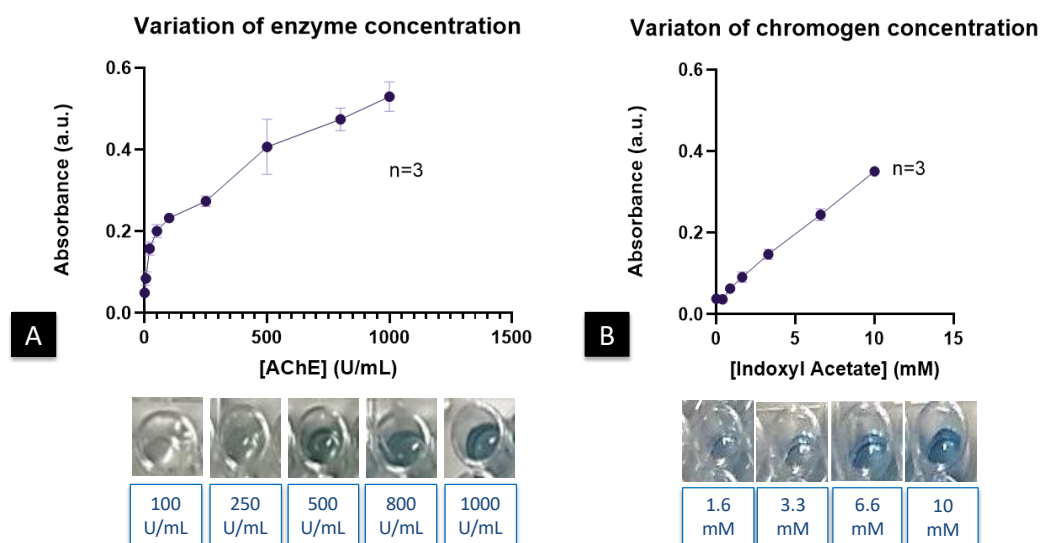 Variation of enzyme concentration
Absorbance (a.u.)
0.6
0.4
0.2
0.0
n=3
0
500
1000
1500
[AChE] (U/mL)
A
100
U/mL
250
U/mL
500
U/mL
800
U/mL
1000
U/mL
Variaton of chromogen concentration
Absorbance (a.u.)
0.6
0.4
0.2
0.0
n=3
0
5
10
15
[Indoxyl Acetate] (mM)
B
1.6
mM
3.3
mM
6.6
mM
10
mM